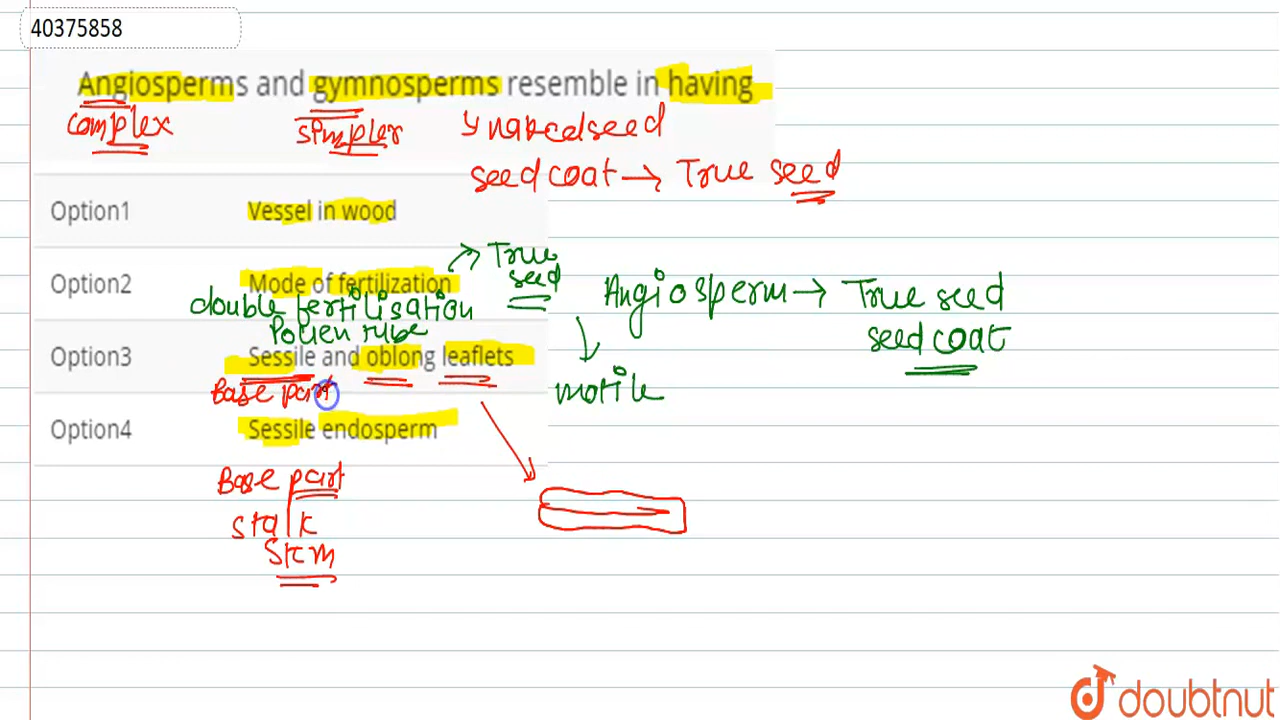 40375858
Angiosperms and gymnosperms resemble in having
complex
simpler
naked seed
seed coat → True seed
Option1 Vessel in wood
Option2 Mode of fertilization
True
seed
double fertilisation
Pollen tube
Angiosperm → True seed
seed coat
Option3 Sessile and oblong leaflets
Base part
motile
Option4 Sessile endosperm
Base part
stalk
stem
doubtnut